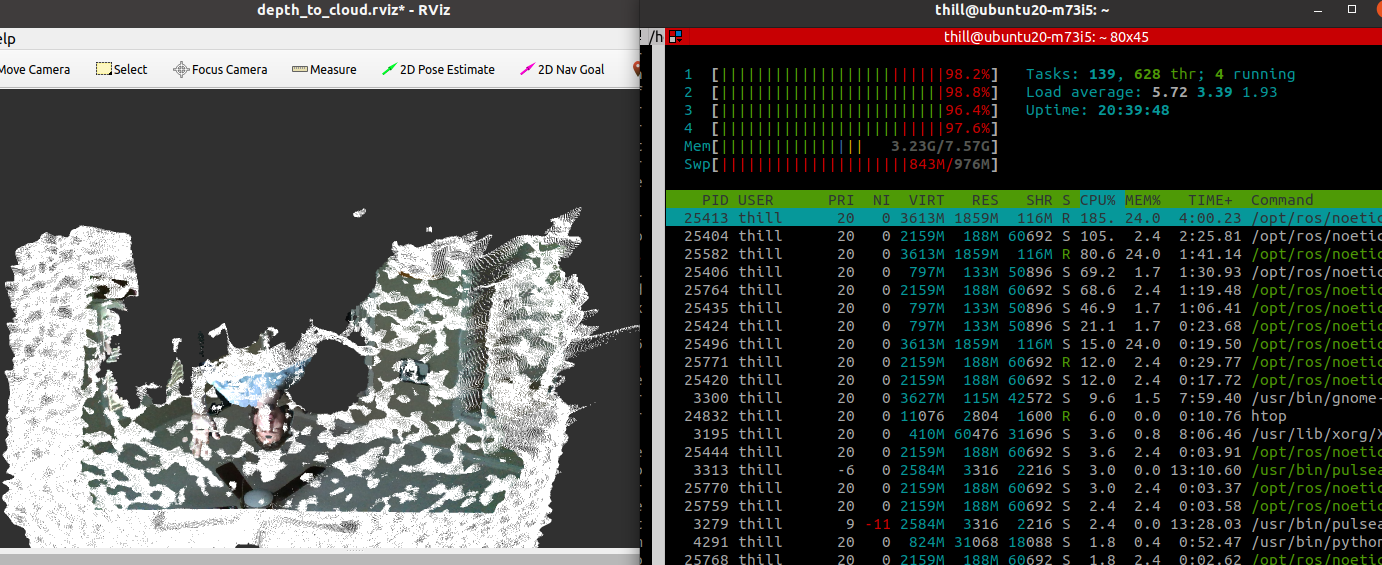 depth_to_cloud.rviz* - RViz
elp
Move Camera Select Focus Camera Measure 2D Pose Estimate 2D Nav Goal
thill@ubuntu20-m73i5: ~
/h
thill@ubuntu20-m73i5: ~ 80x45
1 [98.2%] Tasks: 139, 628 thr; 4 running
2 [98.8%] Load average: 5.72 3.39 1.93
3 [96.4%] Uptime: 20:39:48
4 [97.6%]
Mem[3.23G/7.57G]
Swp[843M/976M]
PID USER PRI NI VIRT RES SHR S CPU% MEM% TIME+ Command
25413 thill 20 0 3613M 1859M 116M R 185. 24.0 4:00.23 /opt/ros/noetic
25404 thill 20 0 2159M 188M 60692 S 105. 2.4 2:25.81 /opt/ros/noetic
25582 thill 20 0 3613M 1859M 116M R 80.6 24.0 1:41.14 /opt/ros/noetic
25406 thill 20 0 797M 133M 50896 S 69.2 1.7 1:30.93 /opt/ros/noetic
25764 thill 20 0 2159M 188M 60692 S 68.6 2.4 1:19.48 /opt/ros/noetic
25435 thill 20 0 797M 133M 50896 S 46.9 1.7 1:06.41 /opt/ros/noetic
25424 thill 20 0 797M 133M 50896 S 21.1 1.7 0:23.68 /opt/ros/noetic
25496 thill 20 0 3613M 1859M 116M S 15.0 24.0 0:19.50 /opt/ros/noetic
25771 thill 20 0 2159M 188M 60692 R 12.0 2.4 0:29.77 /opt/ros/noetic
25420 thill 20 0 2159M 188M 60692 S 12.0 2.4 0:17.72 /opt/ros/noetic
3300 thill 20 0 3627M 115M 42572 S 9.6 1.5 7:59.40 /usr/bin/gnome-
24832 thill 20 0 11076 2804 1600 R 6.0 0.0 0:10.76 htop
3195 thill 20 0 410M 60476 31696 S 3.6 0.8 8:06.46 /usr/lib/xorg/X
25444 thill 20 0 2159M 188M 60692 S 3.6 2.4 0:03.91 /opt/ros/noetic
3313 thill -6 0 2584M 3316 2216 S 3.0 0.0 13:10.60 /usr/bin/pulsea
25770 thill 20 0 2159M 188M 60692 S 3.0 2.4 0:03.37 /opt/ros/noetic
25759 thill 20 0 2159M 188M 60692 S 2.4 2.4 0:03.58 /opt/ros/noetic
3279 thill 9 -11 2584M 3316 2216 S 2.4 0.0 13:28.03 /usr/bin/pulsea
4291 thill 20 0 824M 31068 18088 S 1.8 0.4 0:52.47 /usr/bin/python
25768 thill 20 0 2159M 188M 60692 S 1.8 2.4 0:02.62 /opt/ros/noetic